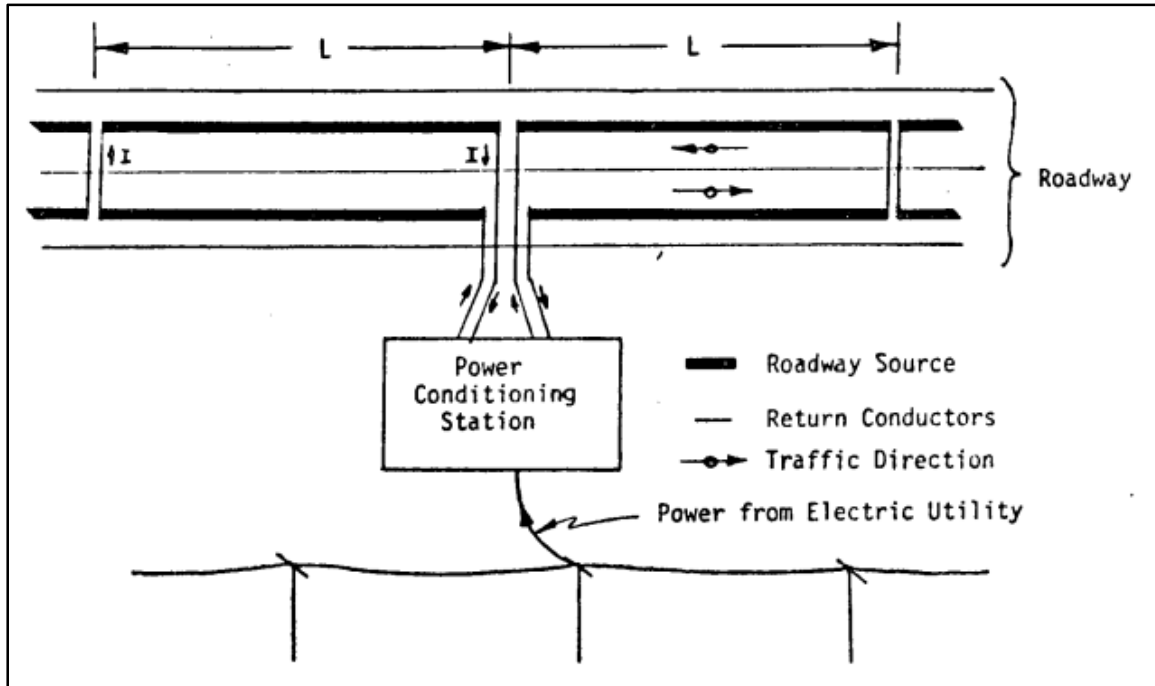 L
L
I
I
Roadway
Power
Conditioning
Station
Roadway Source
Return Conductors
Traffic Direction
Power from Electric Utility